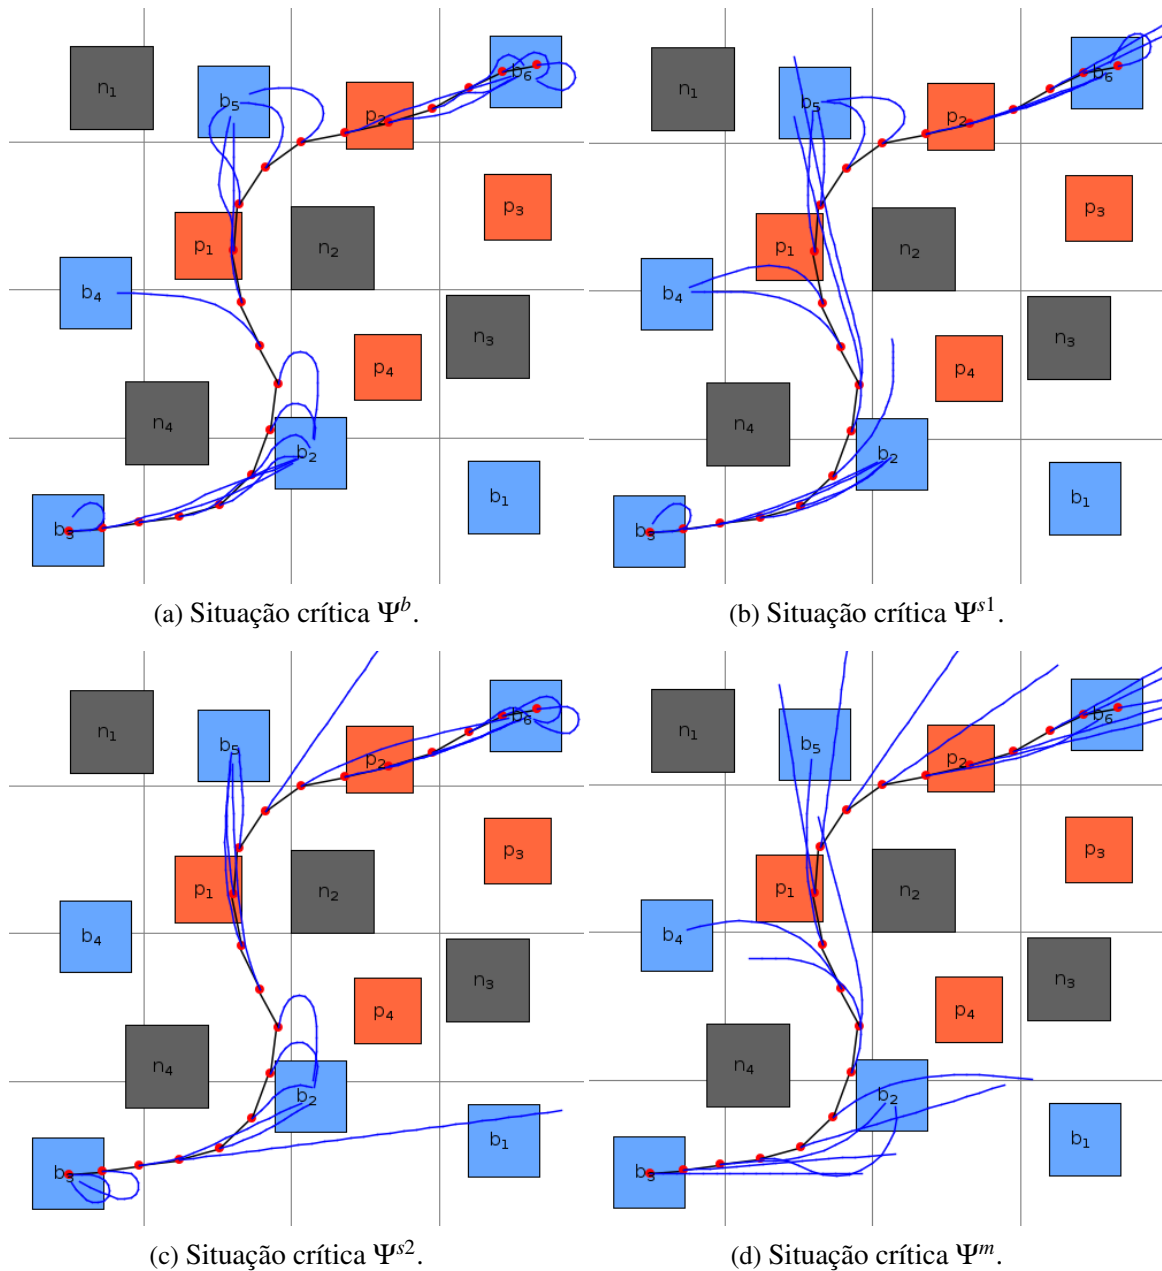 n₁
b₅
p₂
b₆
p₃
p₁
n₂
b₄
n₃
p₄
n₄
b₂
b₁
b₃
(a) Situação crítica Ψᵇ.
n₁
b₅
p₂
b₆
p₃
p₁
n₂
b₄
n₃
p₄
n₄
b₂
b₁
b₃
(b) Situação crítica Ψˢ¹.
n₁
b₅
p₂
b₆
p₃
p₁
n₂
b₄
n₃
p₄
n₄
b₂
b₁
b₃
(c) Situação crítica Ψˢ².
n₁
b₅
p₂
b₆
p₃
p₁
n₂
b₄
n₃
p₄
n₄
b₂
b₁
b₃
(d) Situação crítica Ψᵐ.